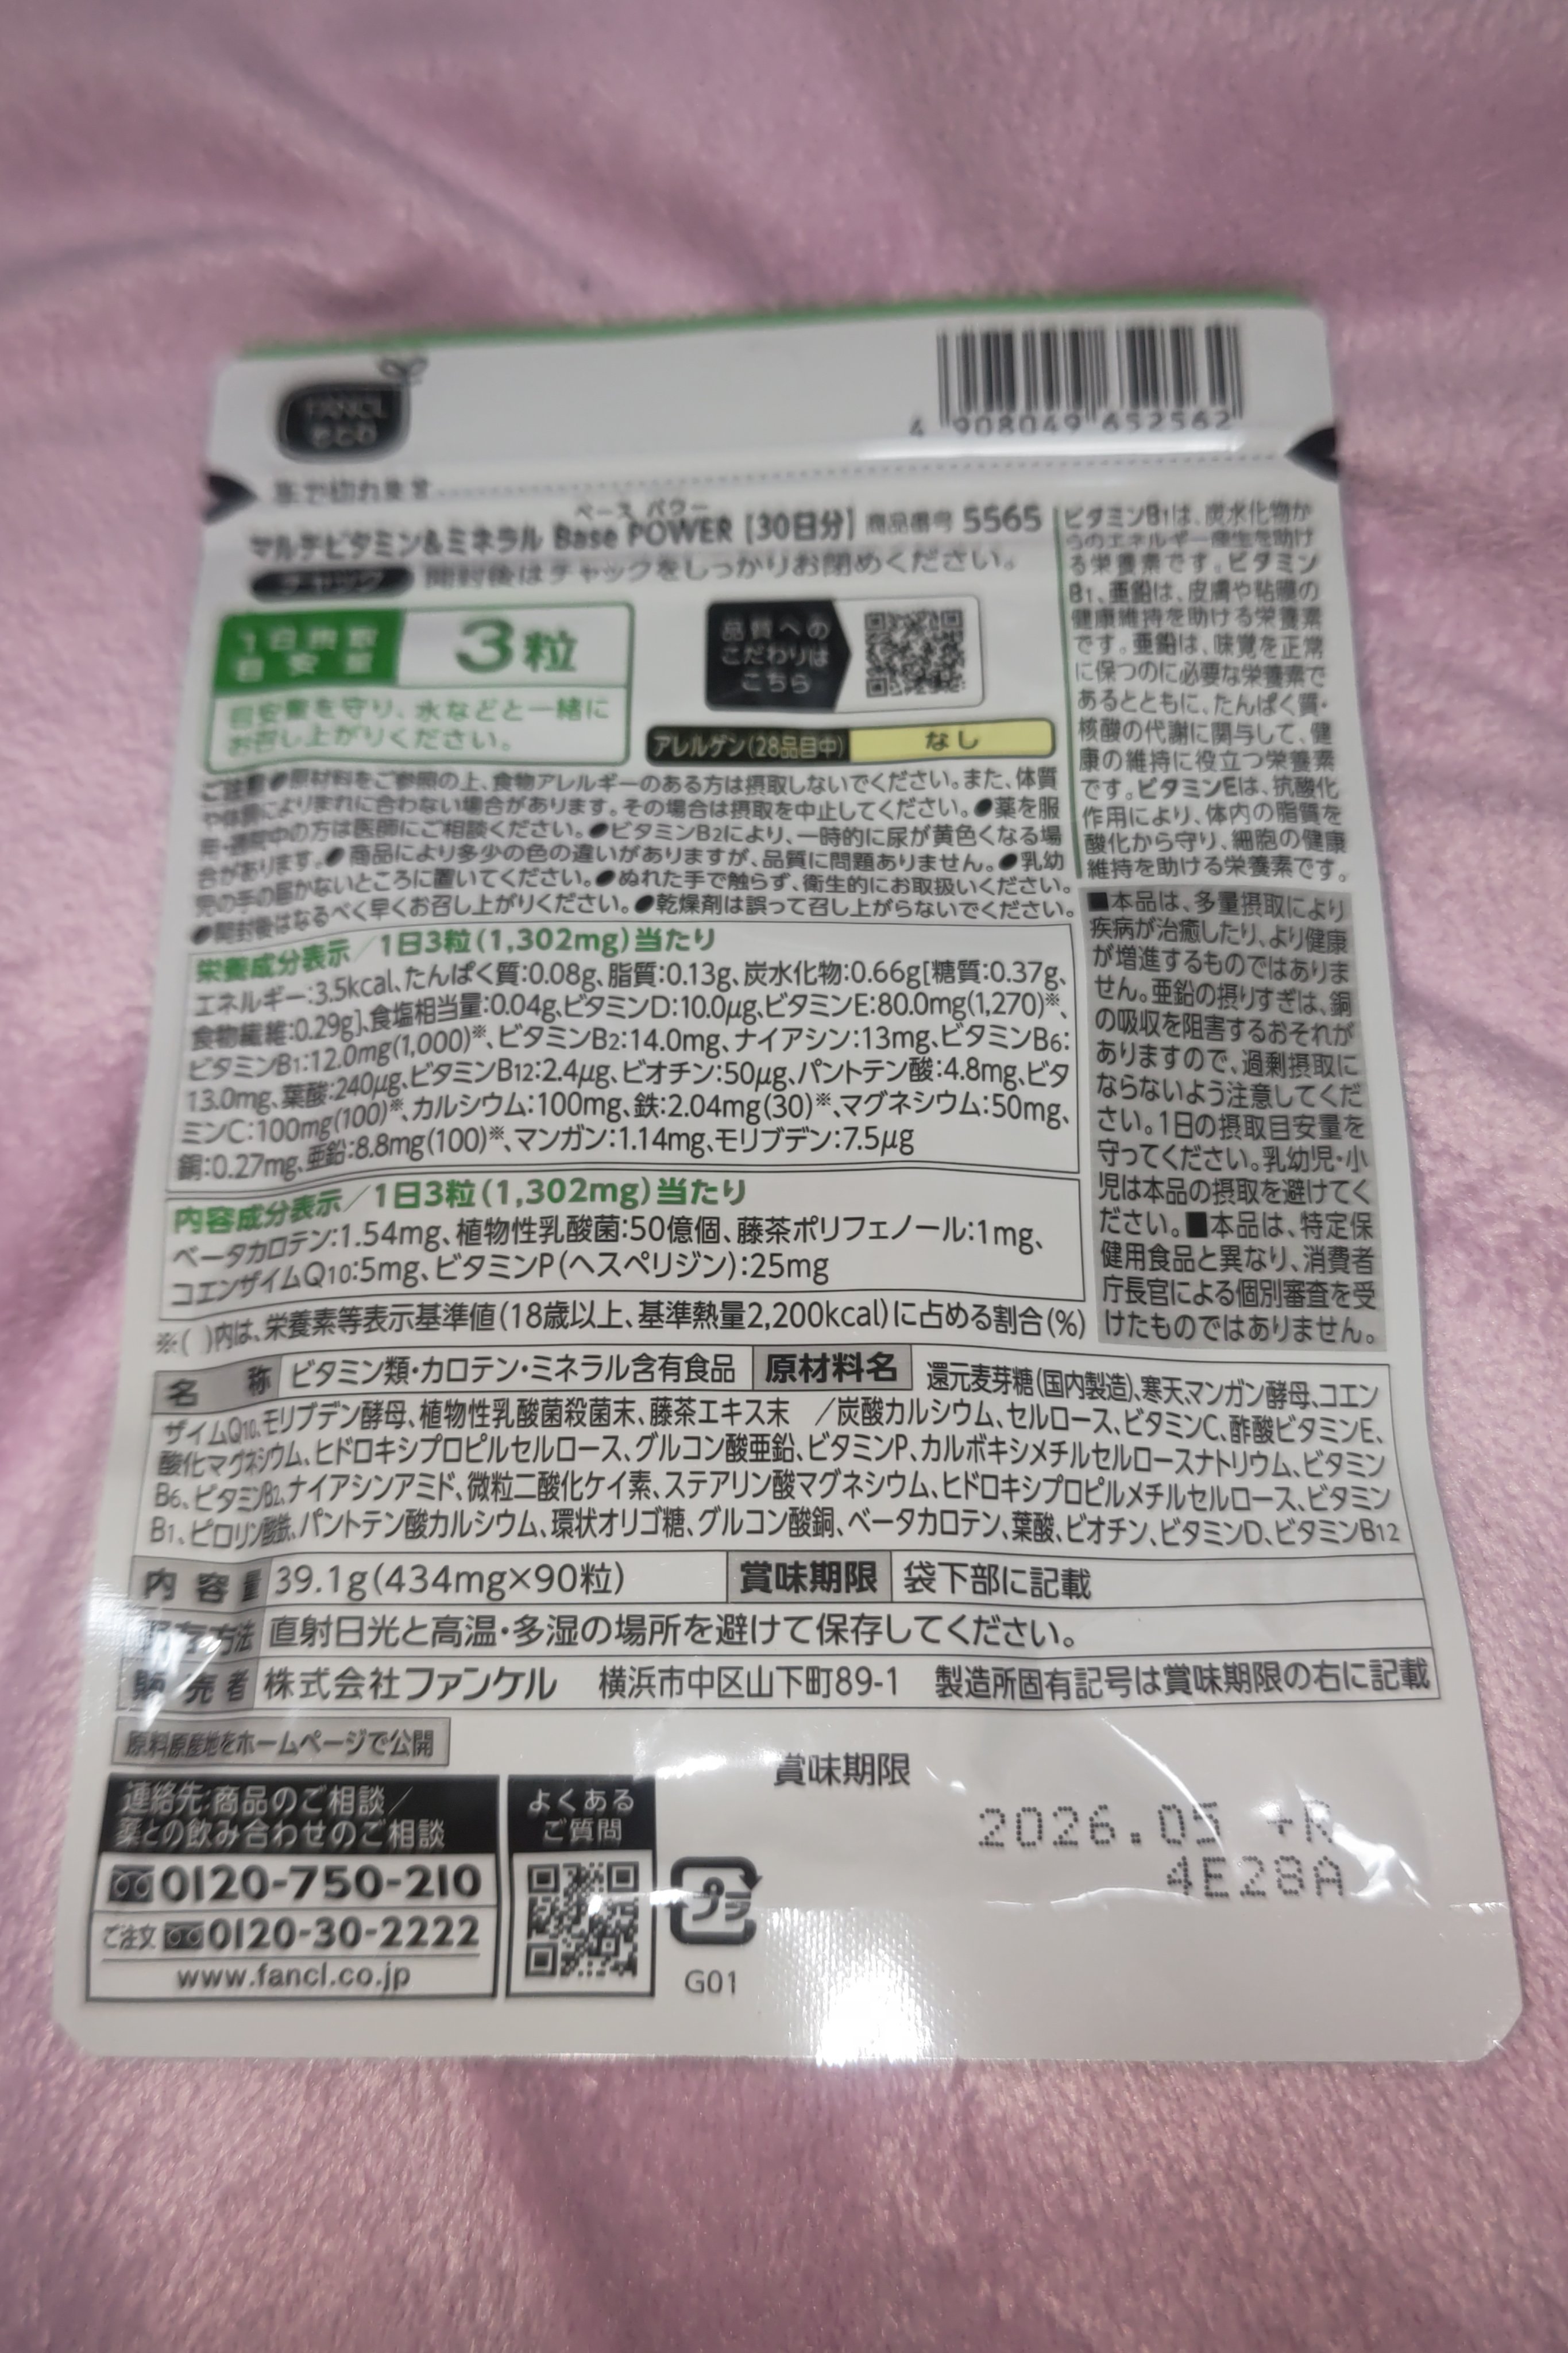 FANCL
4 908049 652562
ベース パワー
マルチビタミン&ミネラル Base POWER [30日分] 商品番号 5565
チャック 開封後はチャックをしっかりお閉めください。
1日摂取
目安量
3粒
目安量を守り、水などと一緒に
お召し上がりください。
品質への
こだわりは
こちら
アレルゲン(28品目中) なし
ご注意●原材料をご参照の上、食物アレルギーのある方は摂取しないでください。また、体質
や体調によりまれに合わない場合があります。その場合は摂取を中止してください。●薬を服
用・通院中の方は医師にご相談ください。●ビタミンB2により、一時的に尿が黄色くなる場
合があります。●商品により多少の色の違いがありますが、品質に問題ありません。●乳幼
児の手の届かないところに置いてください。●ぬれた手で触らず、衛生的にお取扱いください。
●開封後はなるべく早くお召し上がりください。●乾燥剤は誤って召し上がらないでください。
ビタミンB1は、炭水化物か
らのエネルギー産生を助け
る栄養素です。ビタミン
B1、亜鉛は、皮膚や粘膜の
健康維持を助ける栄養素
です。亜鉛は、味覚を正常
に保つのに必要な栄養素で
あるとともに、たんぱく質・
核酸の代謝に関与して、健
康の維持に役立つ栄養素
です。ビタミンEは、抗酸化
作用により、体内の脂質を
酸化から守り、細胞の健康
維持を助ける栄養素です。
■本品は、多量摂取により
疾病が治癒したり、より健康
が増進するものではありま
せん。亜鉛の摂りすぎは、銅
の吸収を阻害するおそれが
ありますので、過剰摂取に
ならないよう注意してくだ
さい。1日の摂取目安量を
守ってください。乳幼児・小
児は本品の摂取を避けてく
ださい。■本品は、特定保
健用食品と異なり、消費者
庁長官による個別審査を受
けたものではありません。
栄養成分表示/1日3粒(1,302mg)当たり
エネルギー:3.5kcal、たんぱく質:0.08g、脂質:0.13g、炭水化物:0.66g[糖質:0.37g、
食物繊維:0.29g]、食塩相当量:0.04g、ビタミンD:10.0μg、ビタミンE:80.0mg(1,270)※、
ビタミンB1:12.0mg(1,000)※、ビタミンB2:14.0mg、ナイアシン:13mg、ビタミンB6:
13.0mg、葉酸:240μg、ビタミンB12:2.4μg、ビオチン:50μg、パントテン酸:4.8mg、ビタ
ミンC:100mg(100)※、カルシウム:100mg、鉄:2.04mg(30)※、マグネシウム:50mg、
銅:0.27mg、亜鉛:8.8mg(100)※、マンガン:1.14mg、モリブデン:7.5μg
内容成分表示/1日3粒(1,302mg)当たり
ベータカロテン:1.54mg、植物性乳酸菌:50億個、藤茶ポリフェノール:1mg、
コエンザイムQ10:5mg、ビタミンP(ヘスペリジン):25mg
※( )内は、栄養素等表示基準値(18歳以上、基準熱量2,200kcal)に占める割合(%)
名称 ビタミン類・カロテン・ミネラル含有食品 原材料名 還元麦芽糖(国内製造)、寒天、マンガン酵母、コエン
ザイムQ10、モリブデン酵母、植物性乳酸菌殺菌末、藤茶エキス末 /炭酸カルシウム、セルロース、ビタミンC、酢酸ビタミンE、
酸化マグネシウム、ヒドロキシプロピルセルロース、グルコン酸亜鉛、ビタミンP、カルボキシメチルセルロースナトリウム、ビタミン
B6、ビタミンB2、ナイアシンアミド、微粒二酸化ケイ素、ステアリン酸マグネシウム、ヒドロキシプロピルメチルセルロース、ビタミン
B1、ピロリン酸鉄、パントテン酸カルシウム、環状オリゴ糖、グルコン酸銅、ベータカロテン、葉酸、ビオチン、ビタミンD、ビタミンB12
内容量 39.1g(434mg×90粒) 賞味期限 袋下部に記載
保存方法 直射日光と高温・多湿の場所を避けて保存してください。
販売者 株式会社ファンケル 横浜市中区山下町89-1 製造所固有記号は賞味期限の右に記載
原料原産地をホームページで公開
連絡先:商品のご相談/
薬との飲み合わせのご相談
0120-750-210
ご注文 0120-30-2222
www.fancl.co.jp
よくある
ご質問
プラ
G01
賞味期限
2026.05 +R
4E28A